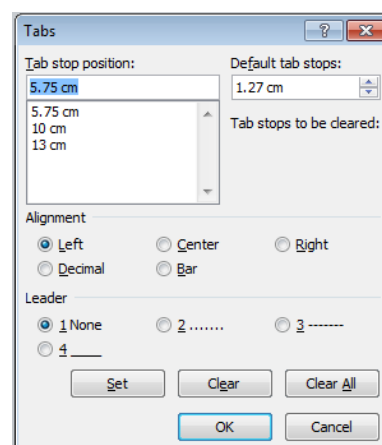 Tabs
Tab stop position:
Default tab stops:
5.75 cm
1.27 cm
5.75 cm
10 cm
13 cm
Tab stops to be cleared:
Alignment
Left
Center
Right
Decimal
Bar
Leader
1 None
2 .......
3 -------
4 ____
Set
Clear
Clear All
OK
Cancel